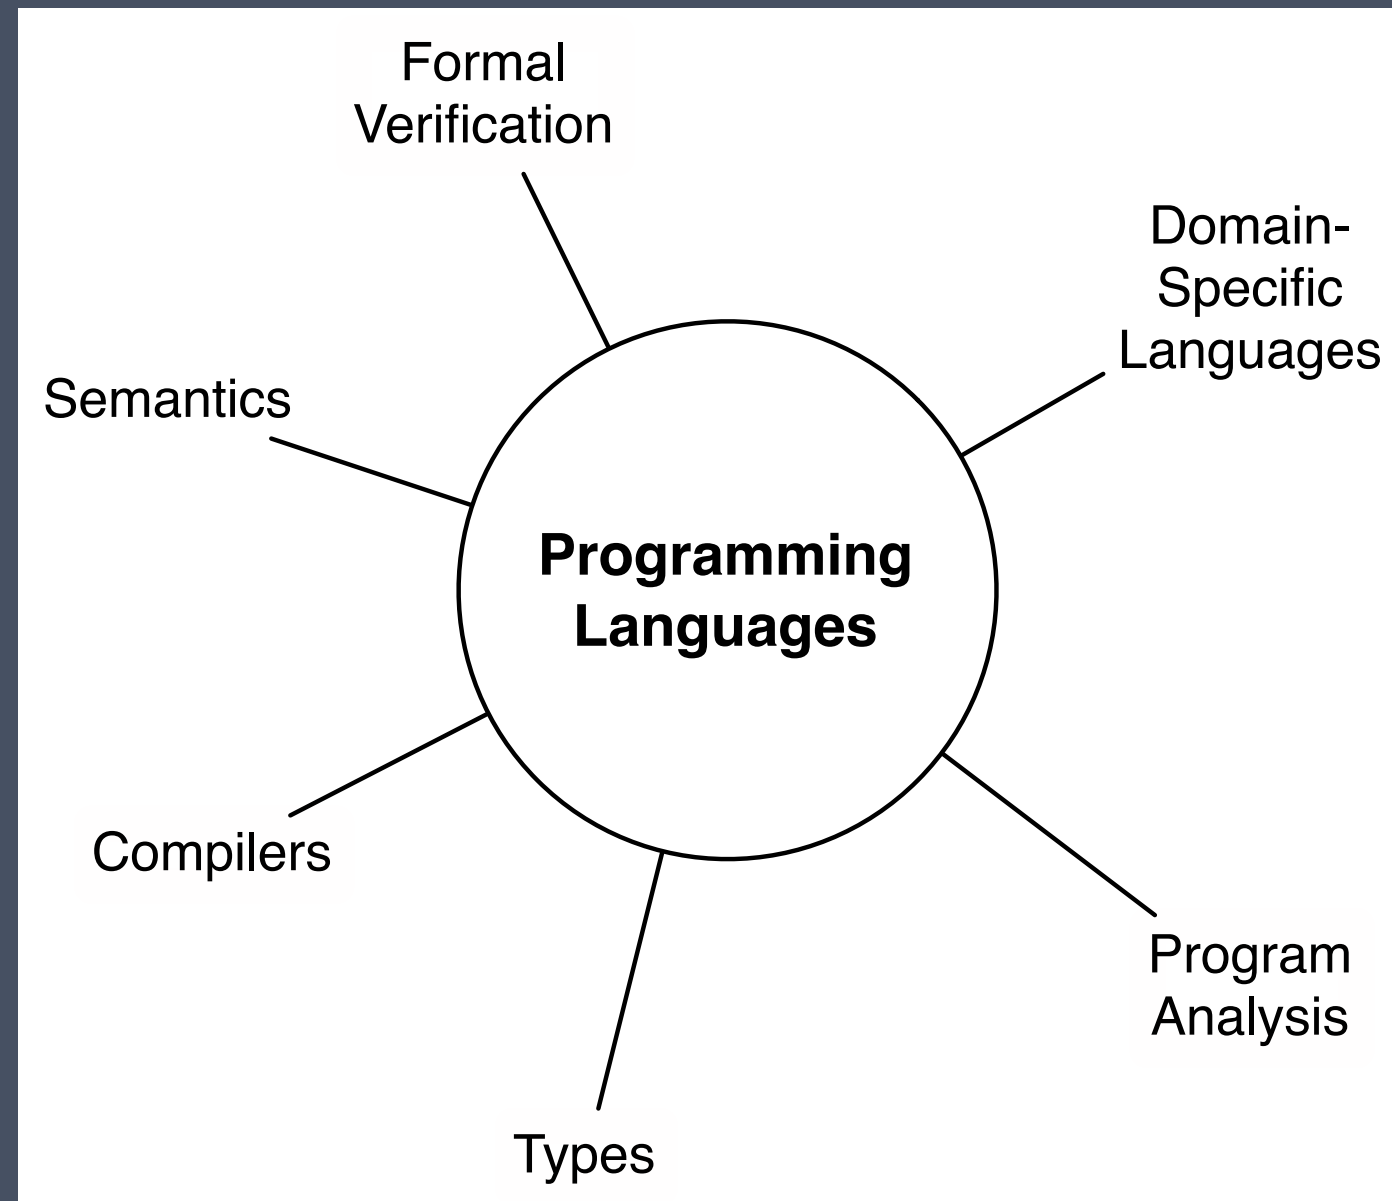 Formal
Verification
Domain-
Specific
Languages
Semantics
Programming
Languages
Compilers
Program
Analysis
Types